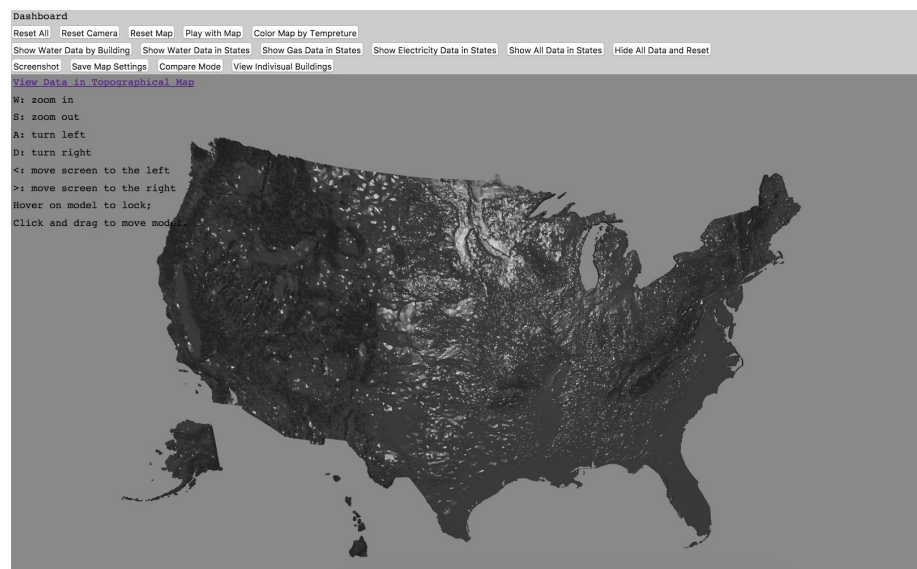 Dashboard
Reset All Reset Camera Reset Map Play with Map Color Map by Tempreture
Show Water Data by Building Show Water Data in States Show Gas Data in States Show Electricity Data in States Show All Data in States Hide All Data and Reset
Screenshot Save Map Settings Compare Mode View Indivisual Buildings
View Data in Topographical Map
W: zoom in
S: zoom out
A: turn left
D: turn right
<: move screen to the left
>: move screen to the right
Hover on model to lock;
Click and drag to move model.